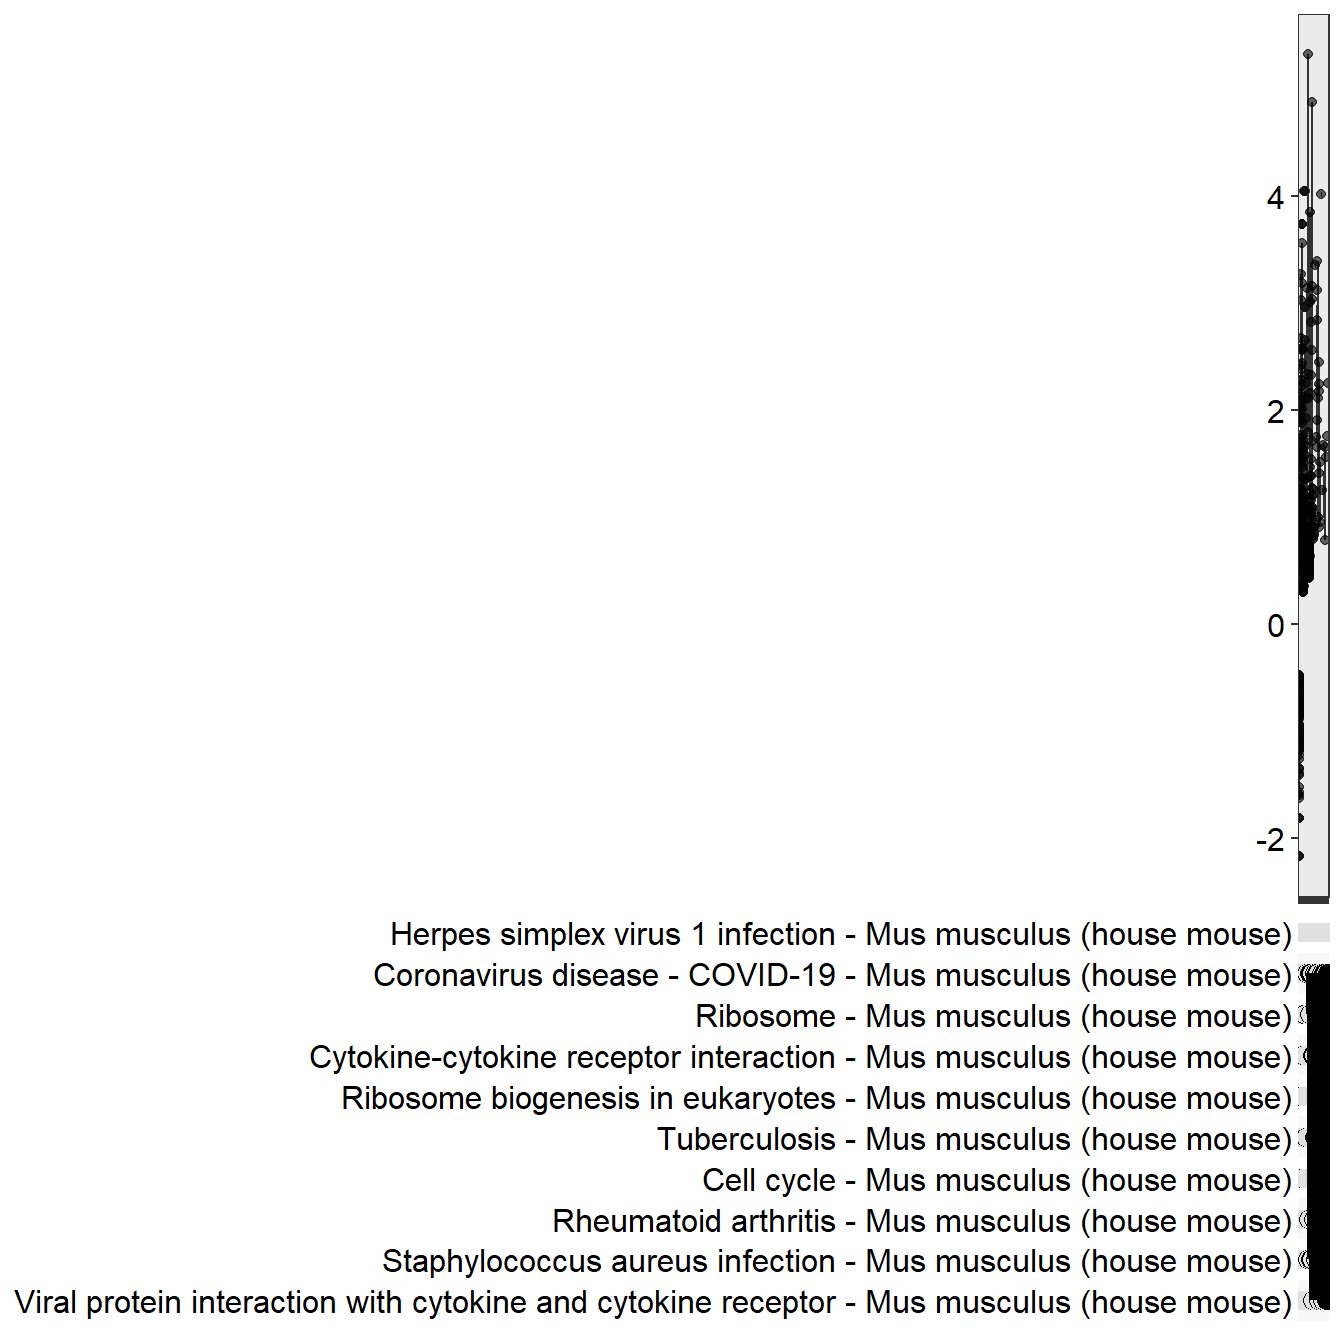 4
2
0
-2
Herpes simplex virus 1 infection - Mus musculus (house mouse)
Coronavirus disease - COVID-19 - Mus musculus (house mouse)
Ribosome - Mus musculus (house mouse)
Cytokine-cytokine receptor interaction - Mus musculus (house mouse)
Ribosome biogenesis in eukaryotes - Mus musculus (house mouse)
Tuberculosis - Mus musculus (house mouse)
Cell cycle - Mus musculus (house mouse)
Rheumatoid arthritis - Mus musculus (house mouse)
Staphylococcus aureus infection - Mus musculus (house mouse)
Viral protein interaction with cytokine and cytokine receptor - Mus musculus (house mouse)